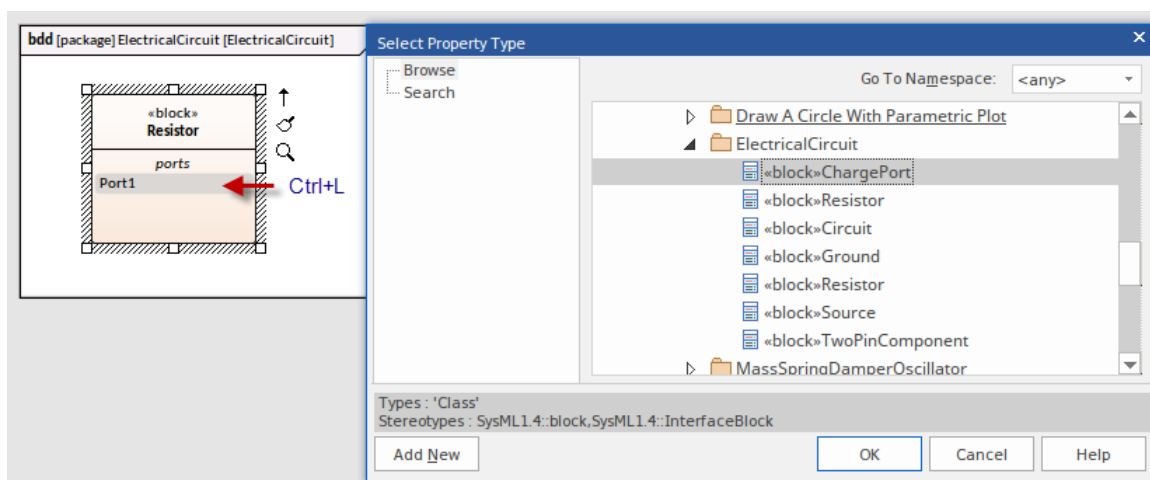 bdd [package] ElectricalCircuit [ElectricalCircuit]
«block»
Resistor
ports
Port1
Ctrl+L
Select Property Type
Browse
Search
Go To Namespace: <any>
Draw A Circle With Parametric Plot
ElectricalCircuit
«block»ChargePort
«block»Resistor
«block»Circuit
«block»Ground
«block»Resistor
«block»Source
«block»TwoPinComponent
MassSpringDamperOscillator
Types : 'Class'
Stereotypes : SysML1.4::block,SysML1.4::InterfaceBlock
Add New
OK
Cancel
Help